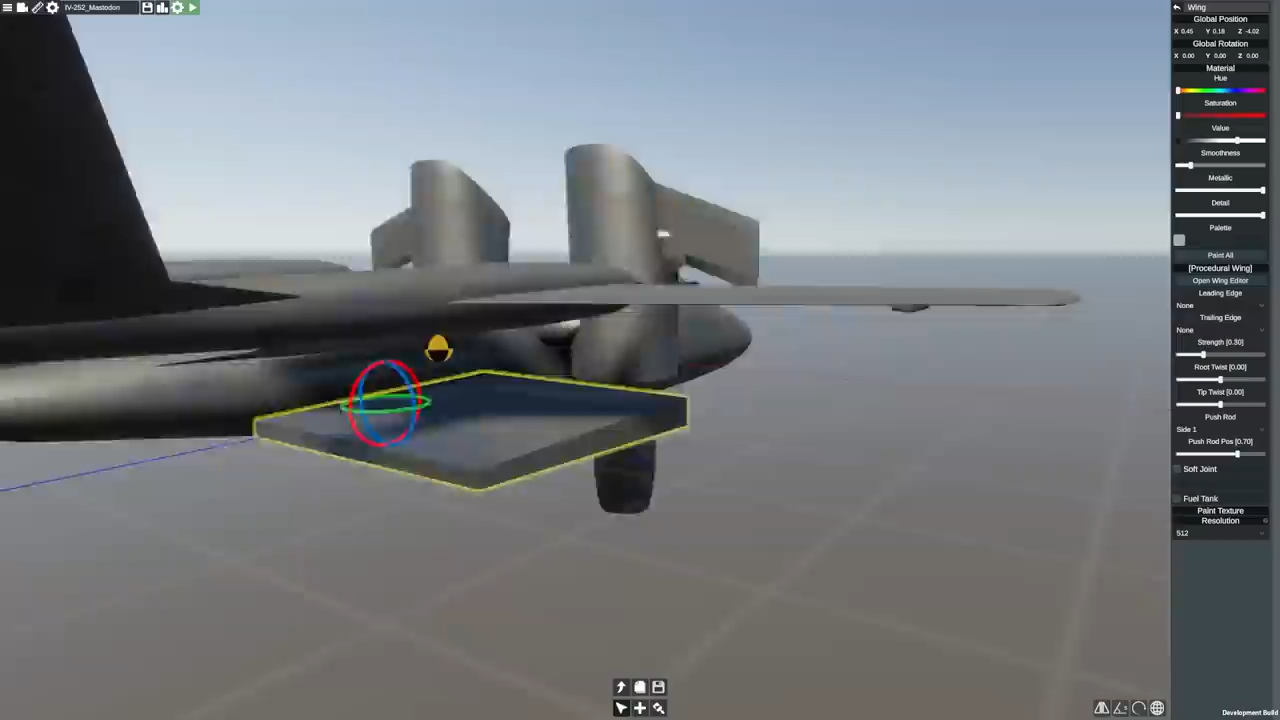 IV-252_Mastodon
Wing
Global Position
X 0.45 Y 0.18 Z -4.02
Global Rotation
X 0.00 Y 0.00 Z 0.00
Material
Hue
Saturation
Value
Smoothness
Metallic
Detail
Palette
Paint All
[Procedural Wing]
Open Wing Editor
Leading Edge
None
Trailing Edge
None
Strength [0.30]
Root Twist [0.00]
Tip Twist [0.00]
Push Rod
Side 1
Push Rod Pos [0.70]
Soft Joint
Fuel Tank
Paint Texture
Resolution
512
Development Build